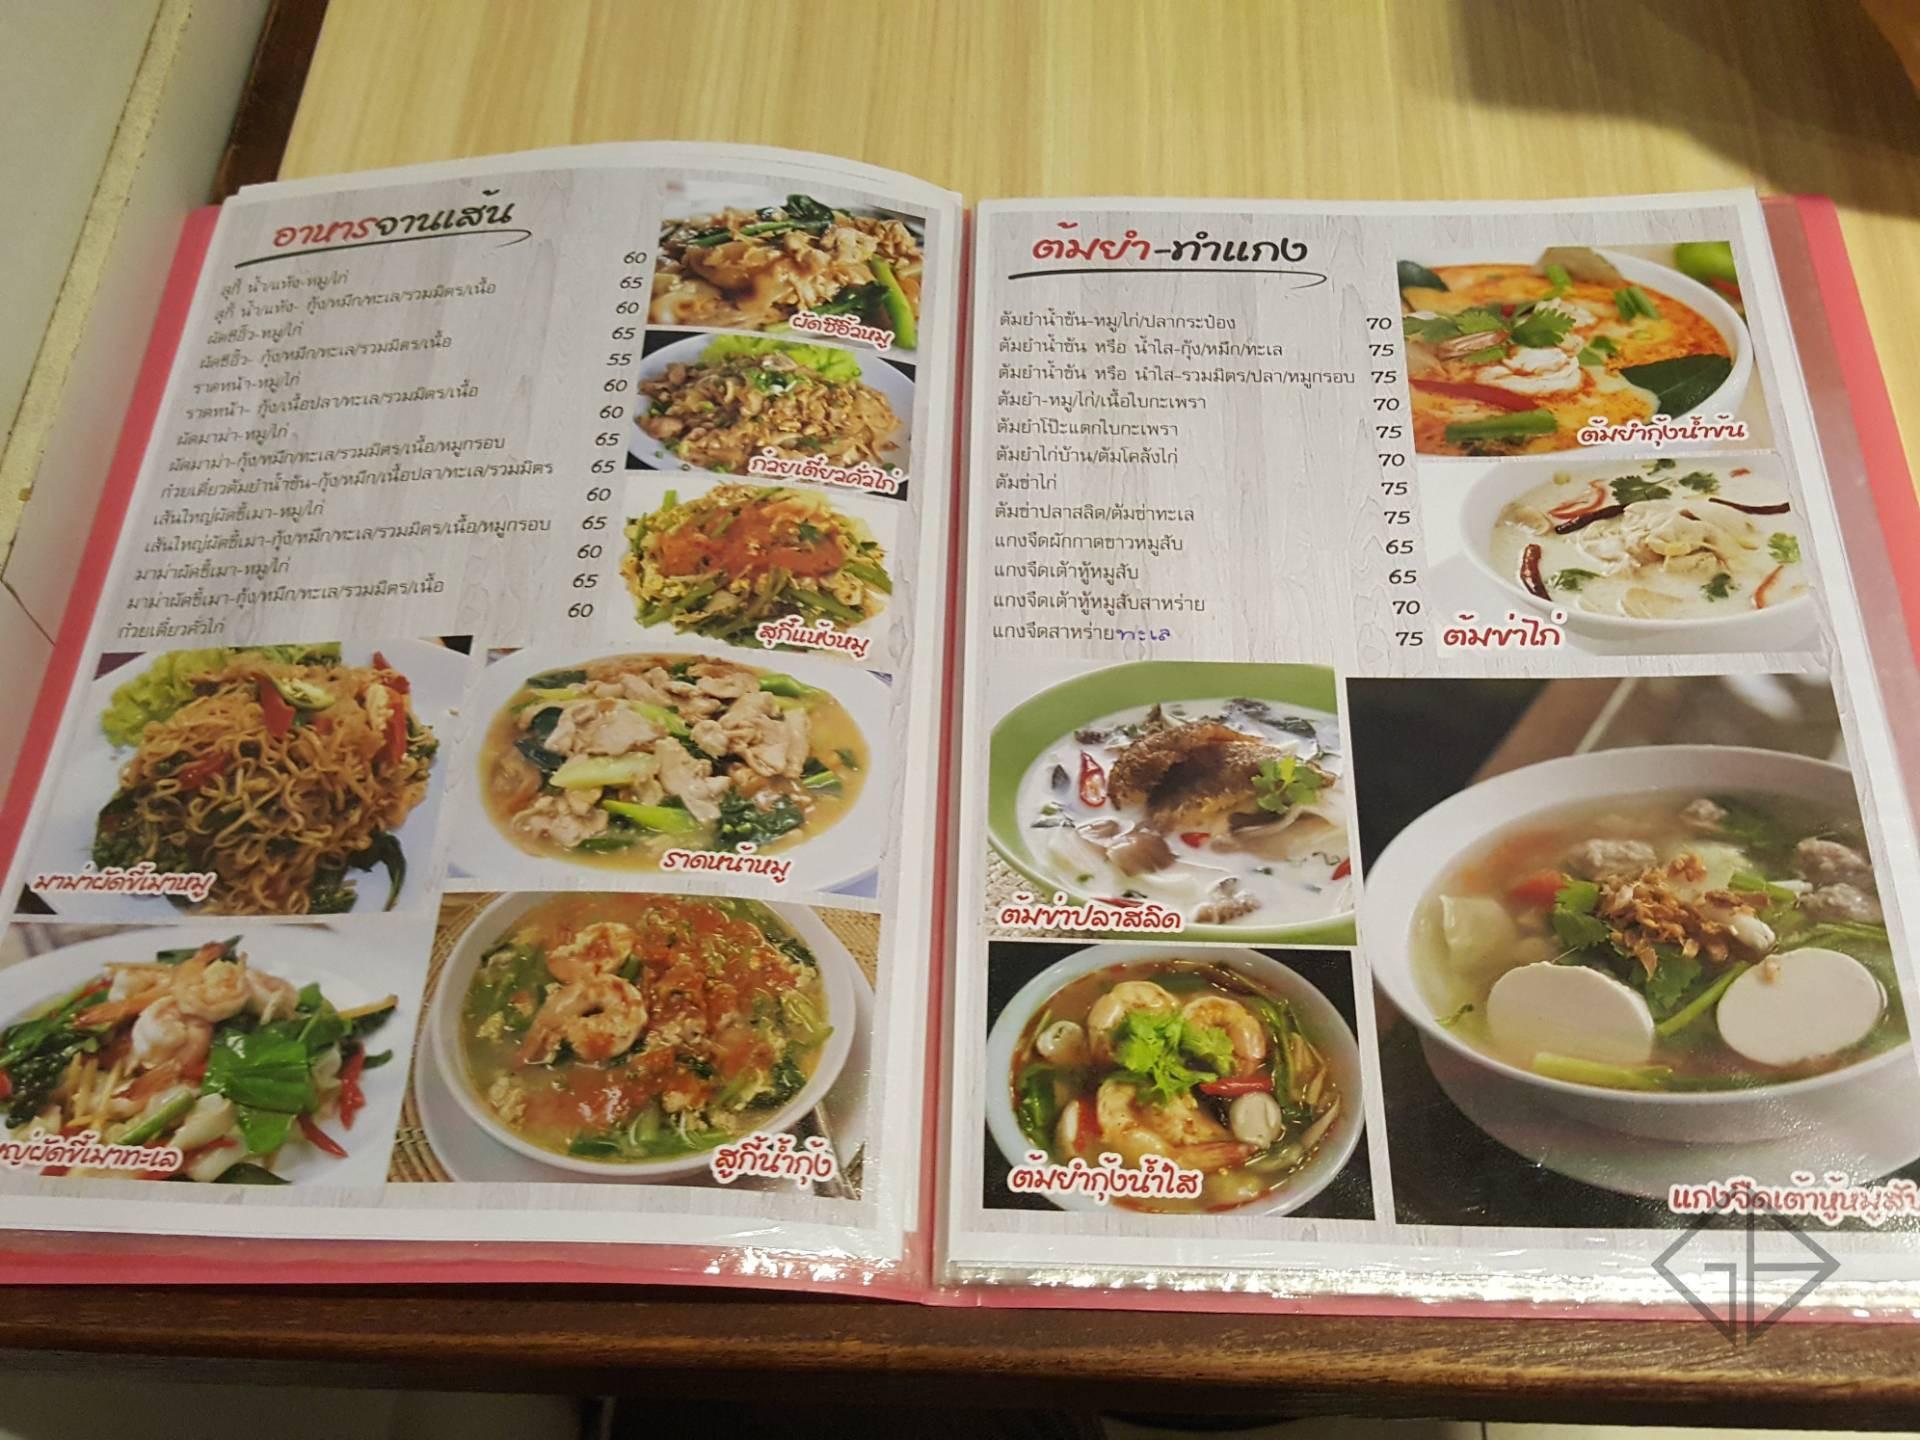 อาหารจานเส้น
สุกี้ น้ำ/แห้ง-หมู/ไก่ 60
สุกี้ น้ำ/แห้ง- กุ้ง/หมึก/ทะเล/รวมมิตร/เนื้อ 65
ผัดซีอิ๊ว-หมู/ไก่ 60
ผัดซีอิ๊ว- กุ้ง/หมึก/ทะเล/รวมมิตร/เนื้อ 65
ราดหน้า-หมู/ไก่ 55
ราดหน้า- กุ้ง/เนื้อปลา/ทะเล/รวมมิตร/เนื้อ 60
ผัดมาม่า-หมู/ไก่ 60
ผัดมาม่า-กุ้ง/หมึก/ทะเล/รวมมิตร/เนื้อ/หมูกรอบ 65
ก๋วยเตี๋ยวต้มยำน้ำข้น-กุ้ง/หมึก/เนื้อปลา/ทะเล/รวมมิตร 65
เส้นใหญ่ผัดขี้เมา-หมู/ไก่ 60
เส้นใหญ่ผัดขี้เมา-กุ้ง/หมึก/ทะเล/รวมมิตร/เนื้อ/หมูกรอบ 65
มาม่าผัดขี้เมา-หมู/ไก่ 60
มาม่าผัดขี้เมา-กุ้ง/หมึก/ทะเล/รวมมิตร/เนื้อ 65
ก๋วยเตี๋ยวคั่วไก่ 60
ผัดซีอิ้วหมู
ก๋วยเตี๋ยวคั่วไก่
สุกี้แห้งหมู
มาม่าผัดขี้เมาหมู
ราดหน้าหมู
ญ่ผัดขี้เมาทะเล
สุกี้น้ำกุ้ง
ต้มยำ-ทำแกง
ต้มยำน้ำข้น-หมู/ไก่/ปลากระป๋อง 70
ต้มยำน้ำข้น หรือ น้ำใส-กุ้ง/หมึก/ทะเล 75
ต้มยำน้ำข้น หรือ น้ำใส-รวมมิตร/ปลา/หมูกรอบ 75
ต้มยำ-หมู/ไก่/เนื้อใบกะเพรา 70
ต้มยำโป๊ะแตกใบกะเพรา 75
ต้มยำไก่บ้าน/ต้มโคล้งไก่ 70
ต้มข่าไก่ 75
ต้มข่าปลาสลิด/ต้มข่าทะเล 75
แกงจืดผักกาดขาวหมูสับ 65
แกงจืดเต้าหู้หมูสับ 65
แกงจืดเต้าหู้หมูสับสาหร่าย 70
แกงจืดสาหร่ายทะเล 75
ต้มยำกุ้งน้ำข้น
ต้มข่าไก่
ต้มข่าปลาสลิด
ต้มยำกุ้งน้ำใส
แกงจืดเต้าหู้หมูสับ